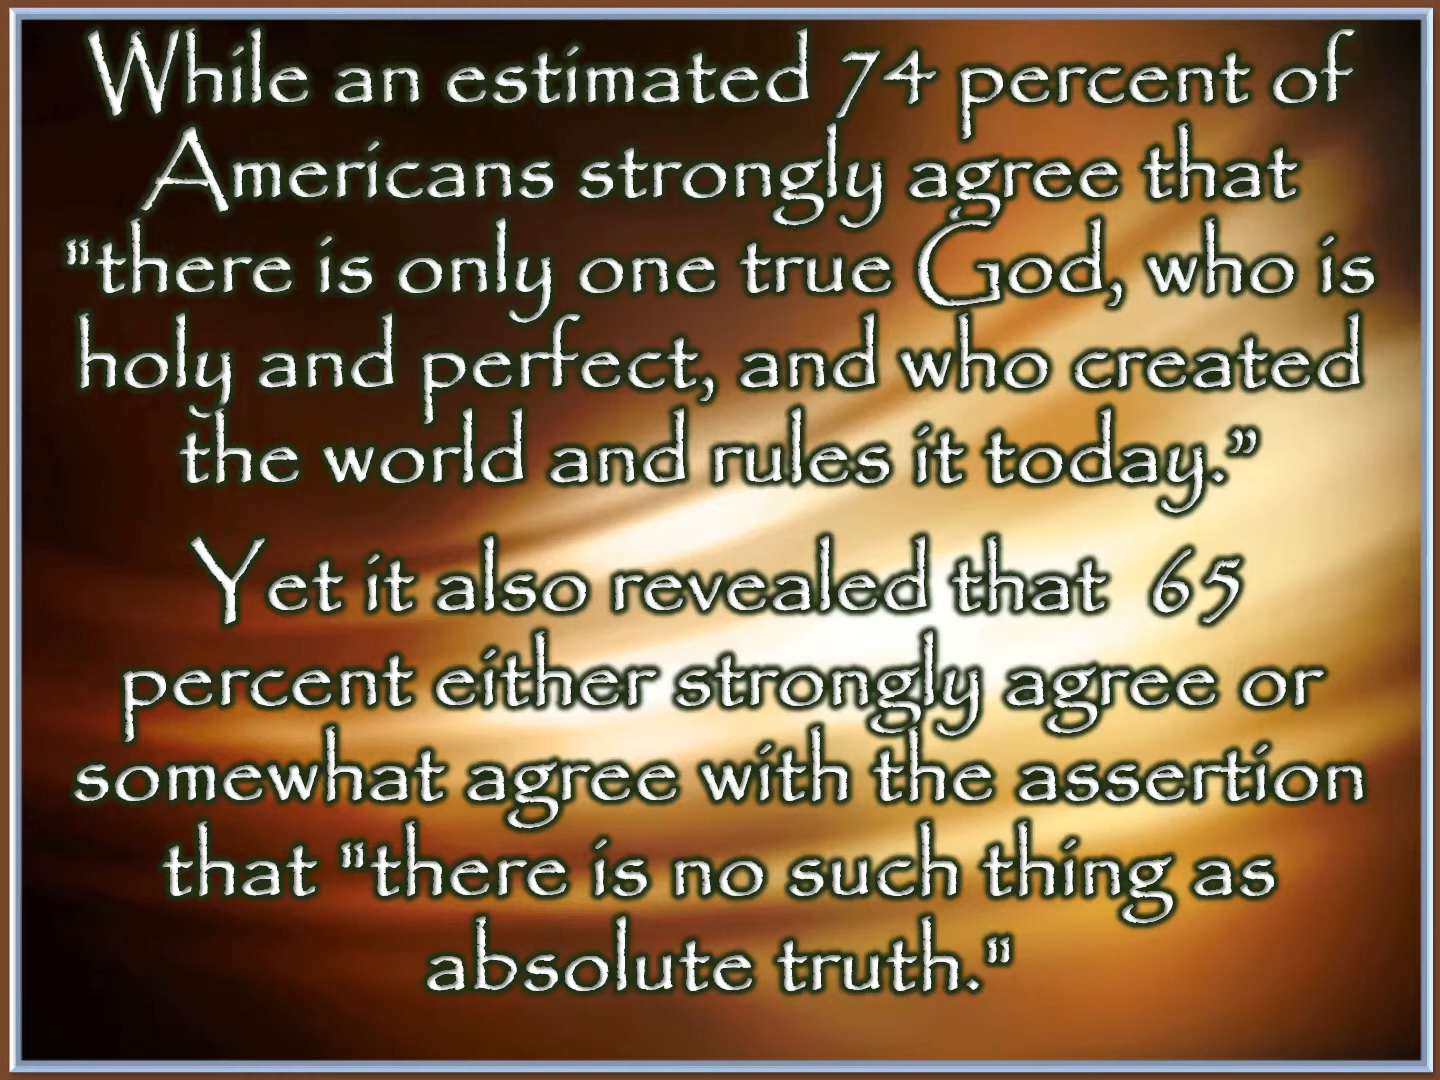 While an estimated 74 percent of
Americans strongly agree that
"there is only one true God, who is
holy and perfect, and who created
the world and rules it today.”
Yet it also revealed that  65
percent either strongly agree or
somewhat agree with the assertion
that "there is no such thing as
absolute truth."